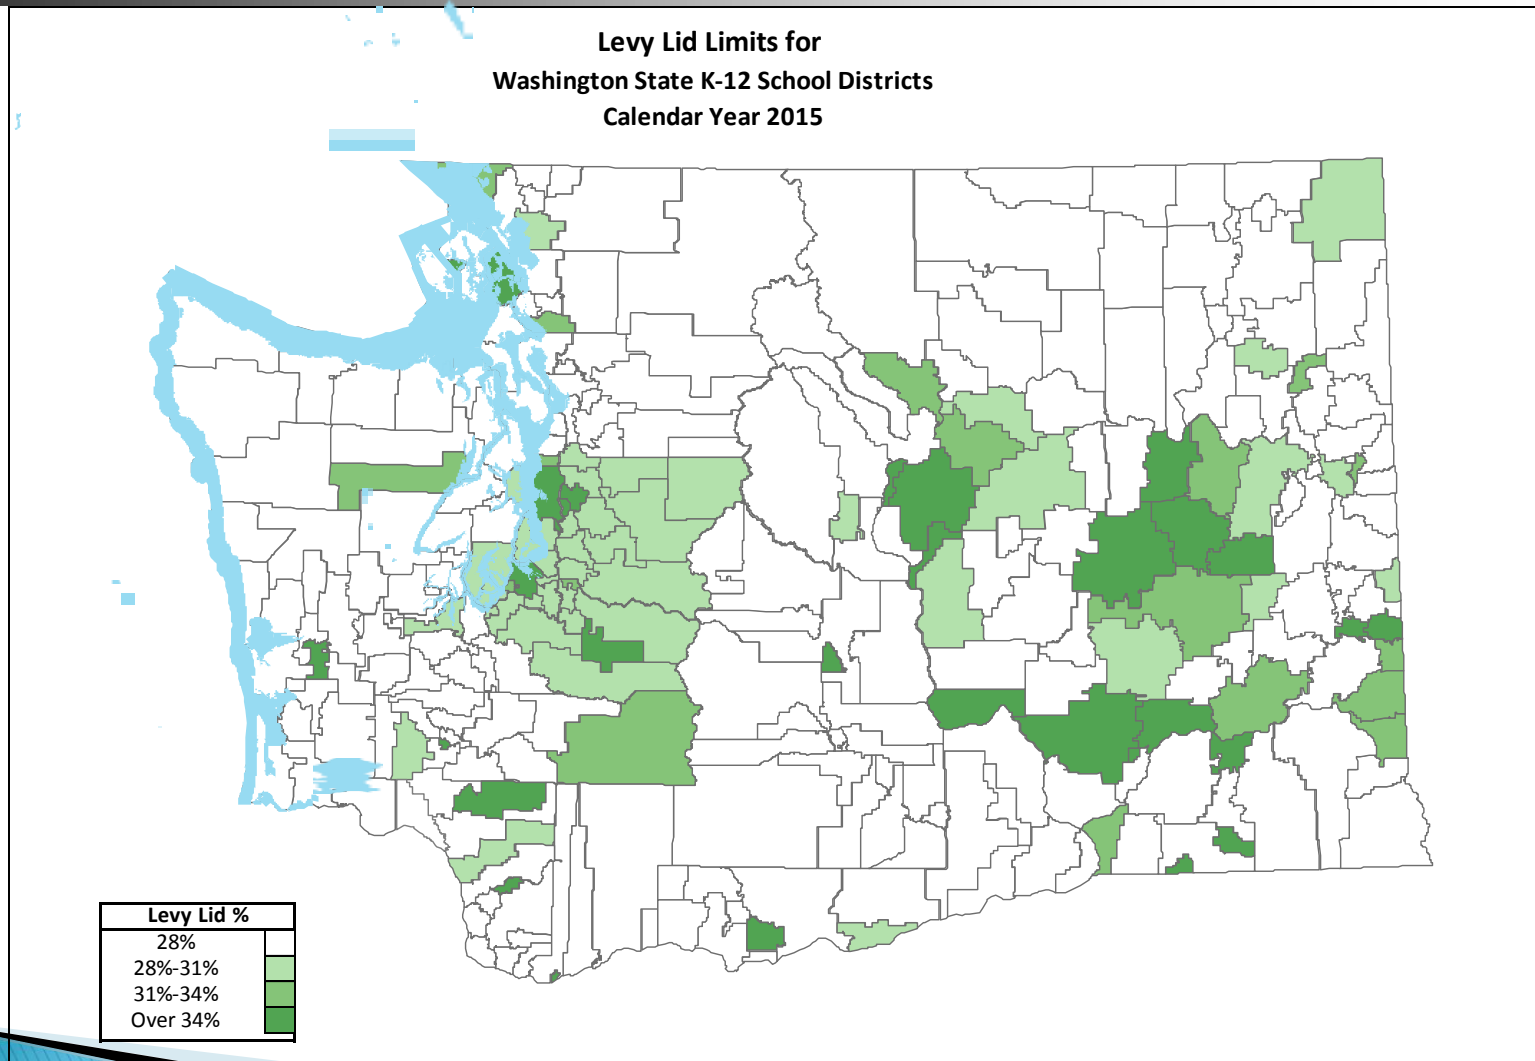 Levy Lid Limits for
Washington State K-12 School Districts
Calendar Year 2015
Levy Lid %
28%
28%-31%
31%-34%
Over 34%